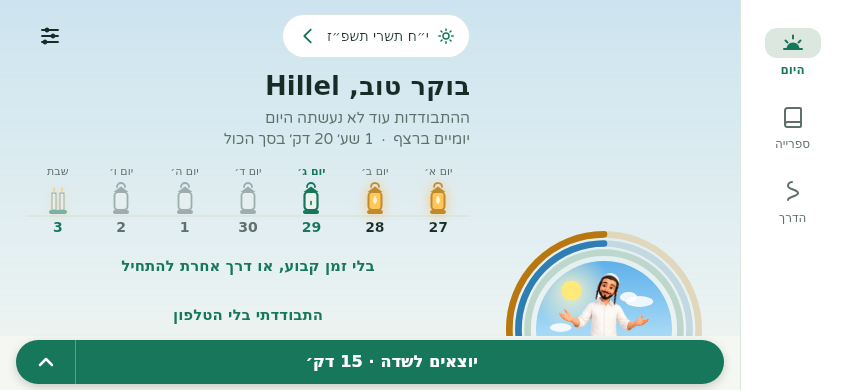 י״ח תשרי תשפ״ז
בוקר טוב, Hillel
ההתבודדות עוד לא נעשתה היום
יומיים ברצף · 1 שע׳ 20 דק׳ בסך הכול
יום א׳ יום ב׳ יום ג׳ יום ד׳ יום ה׳ יום ו׳ שבת
27 28 29 30 1 2 3
בלי זמן קבוע, או דרך אחרת להתחיל
התבודדתי בלי הטלפון
יוצאים לשדה · 15 דק׳
היום
ספרייה
הדרך